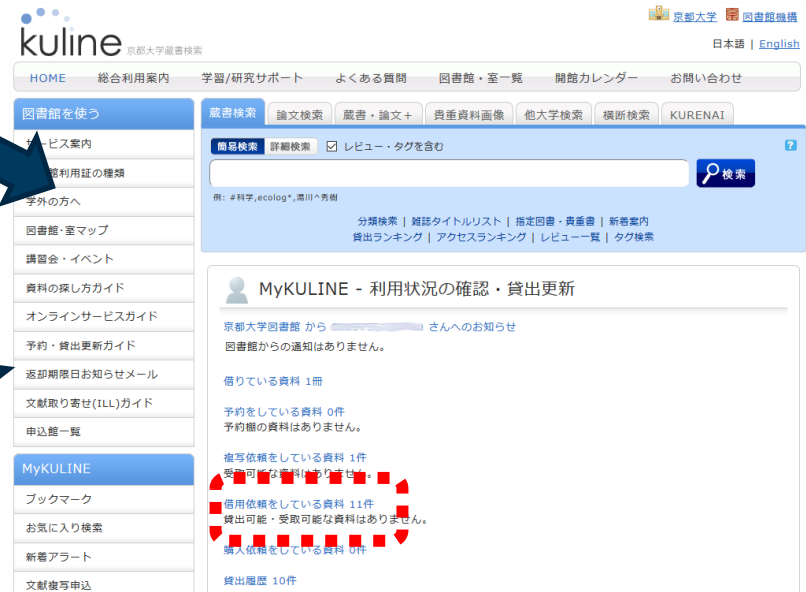 京都大学 図書館機構
kuline 京都大学蔵書検索
日本語 | English
HOME 総合利用案内 学習/研究サポート よくある質問 図書館・室一覧 開館カレンダー お問い合わせ
図書館を使う
ービス案内
館利用証の種類
学外の方へ
図書館・室マップ
講習会・イベント
資料の探し方ガイド
オンラインサービスガイド
予約・貸出更新ガイド
返却期限日お知らせメール
文献取り寄せ(ILL)ガイド
申込館一覧
MyKULINE
ブックマーク
お気に入り検索
新着アラート
文献複写申込
蔵書検索 論文検索 蔵書・論文+ 貴重資料画像 他大学検索 横断検索 KURENAI
簡易検索 詳細検索 レビュー・タグを含む ?
検索
例: #科学,ecolog*,湯川^秀樹
分類検索 | 雑誌タイトルリスト | 指定図書・貴重書 | 新着案内
貸出ランキング | アクセスランキング | レビュー一覧 | タグ検索
MyKULINE - 利用状況の確認・貸出更新
京都大学図書館 から さんへのお知らせ
図書館からの通知はありません。
借りている資料 1冊
予約をしている資料 0件
予約棚の資料はありません。
複写依頼をしている資料 1件
受取可能な資料はありません。
借用依頼をしている資料 11件
貸出可能・受取可能な資料はありません。
購入依頼をしている資料 0件
貸出履歴 10件